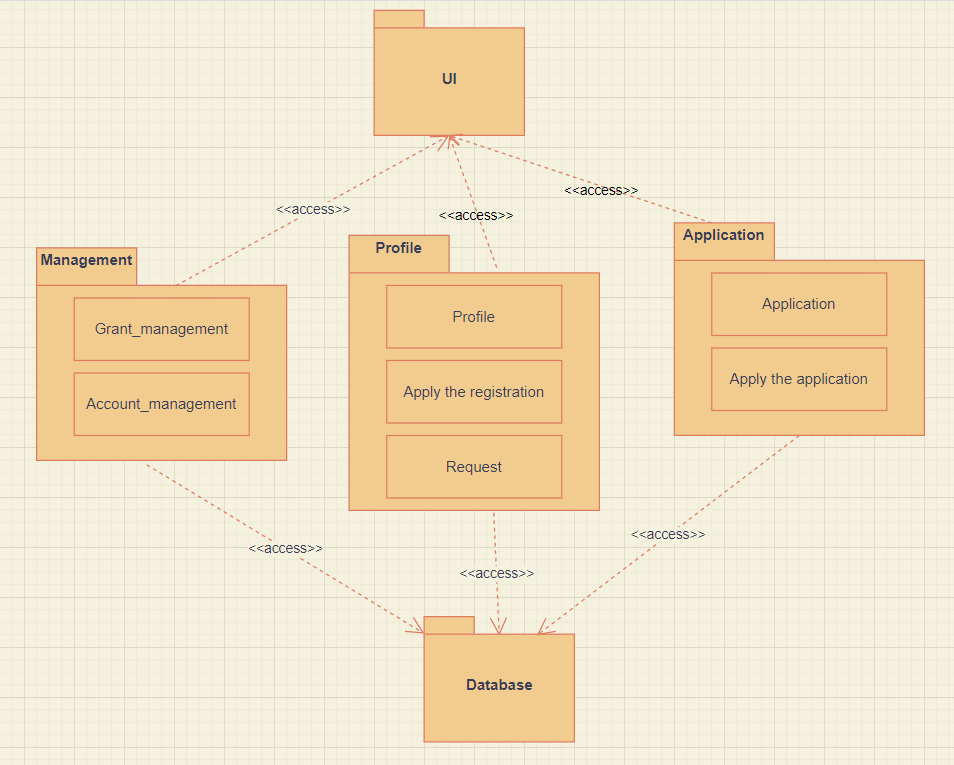 UI
<<access>>
<<access>>
<<access>>
Management
Profile
Application
Grant_management
Account_management
Profile
Apply the registration
Request
Application
Apply the application
<<access>>
<<access>>
<<access>>
Database